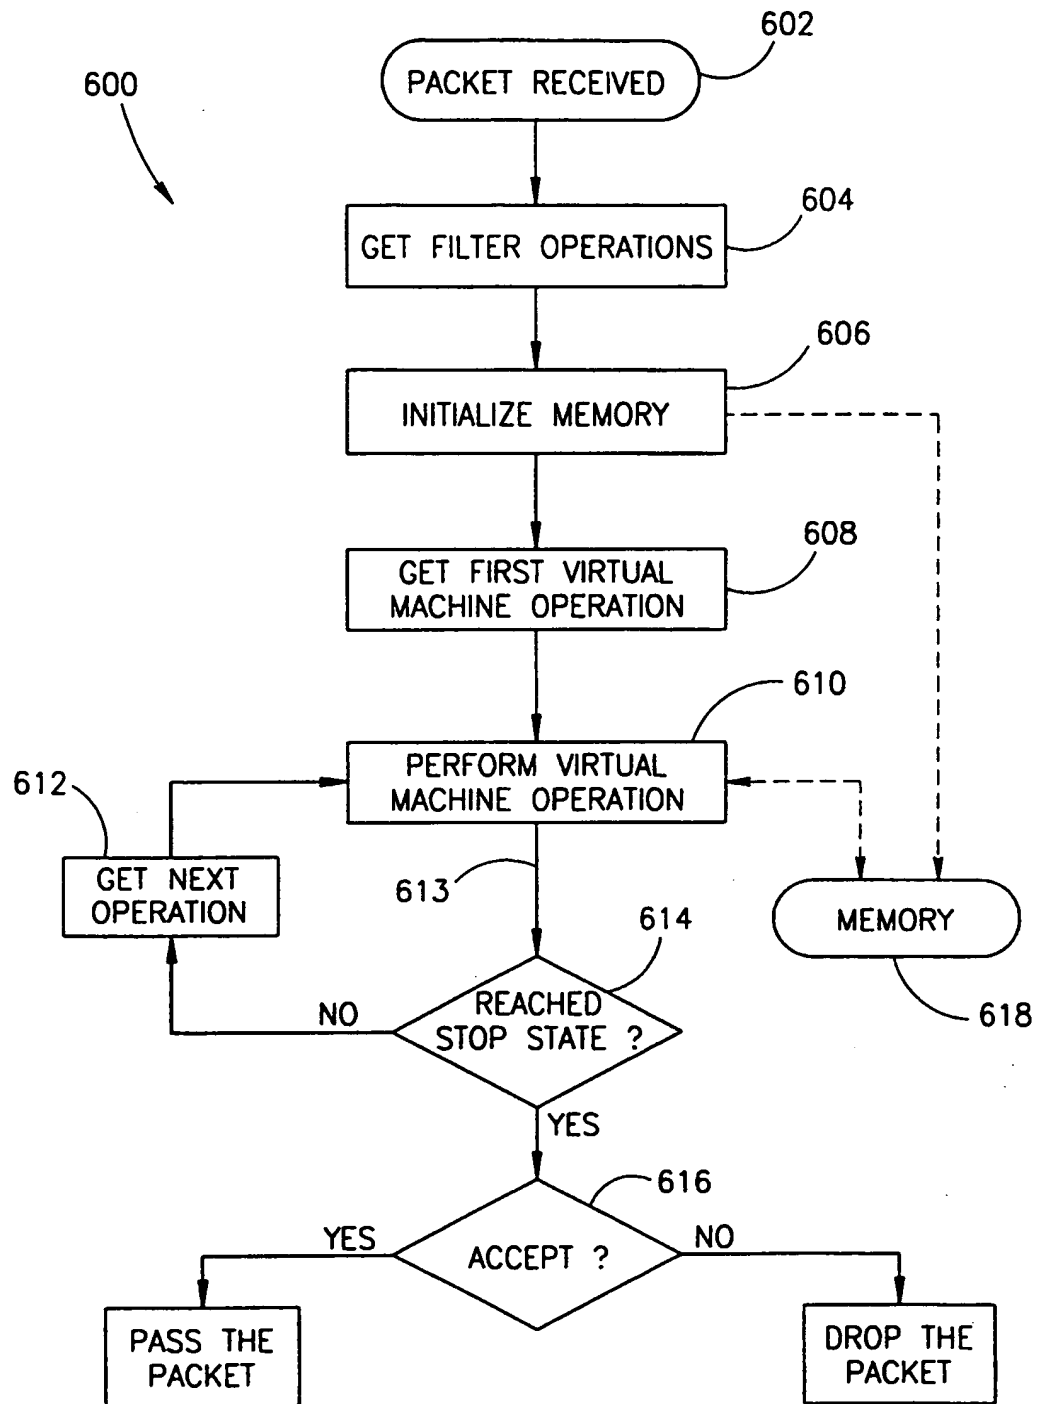 602
PACKET RECEIVED
600
604
GET FILTER OPERATIONS
606
INITIALIZE MEMORY
608
GET FIRST VIRTUAL
MACHINE OPERATION
610
PERFORM VIRTUAL
MACHINE OPERATION
612
GET NEXT
OPERATION
613
614
MEMORY
618
REACHED
STOP STATE ?
NO
YES
616
ACCEPT ?
YES
NO
PASS THE
PACKET
DROP THE
PACKET